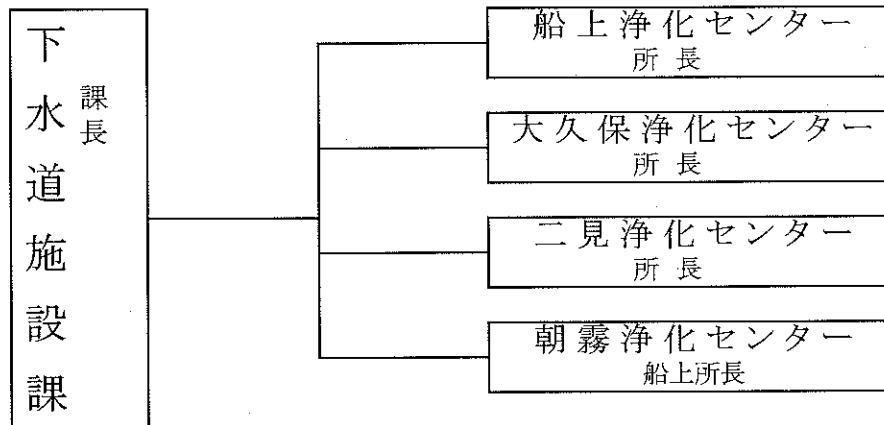 下水道施設課
課長
船上浄化センター
所長
大久保浄化センター
所長
二見浄化センター
所長
朝霧浄化センター
船上所長